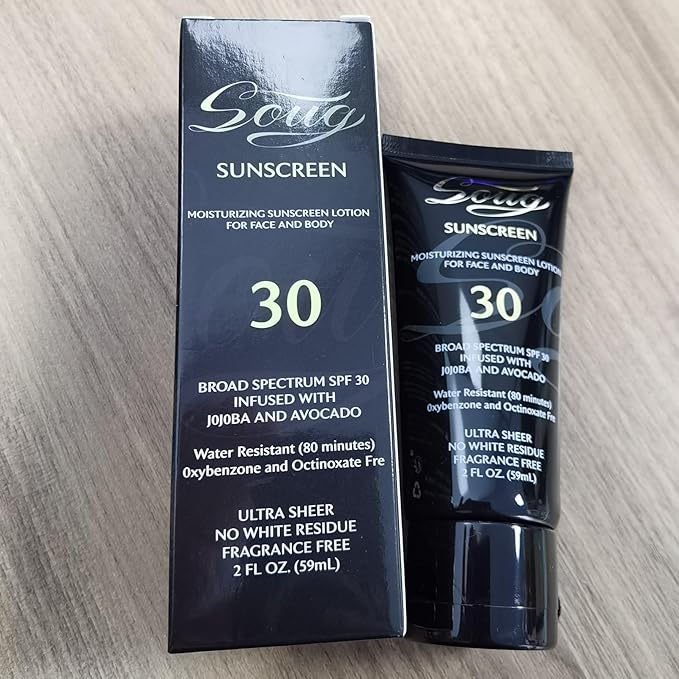 Soug
SUNSCREEN
MOISTURIZING SUNSCREEN LOTION
FOR FACE AND BODY
30
BROAD SPECTRUM SPF 30
INFUSED WITH
J0J0BA AND AVOCADO
Water Resistant (80 minutes)
0xybenzone and Octinoxate Fre
ULTRA SHEER
NO WHITE RESIDUE
FRAGRANCE FREE
2 FL OZ. (59mL)
Soug
SUNSCREEN
MOISTURIZING SUNSCREEN LOTION
FOR FACE AND BODY
30
BROAD SPECTRUM SPF 30
INFUSED WITH
J0J0BA AND AVOCADO
Water Resistant (80 minutes)
0xybenzone and Octinoxate Fre
ULTRA SHEER
NO WHITE RESIDUE
FRAGRANCE FREE
2 FL OZ. (59mL)